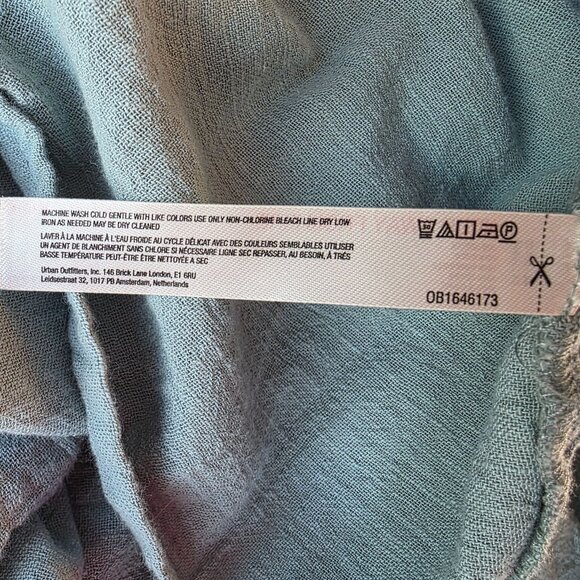 MACHINE WASH COLD GENTLE WITH LIKE COLORS USE ONLY NON-CHLORINE BLEACH LINE DRY LOW
IRON AS NEEDED MAY BE DRY CLEANED
LAVER À LA MACHINE À L'EAU FROIDE AU CYCLE DÉLICAT AVEC DES COULEURS SEMBLABLES UTILISER
UN AGENT DE BLANCHIMENT SANS CHLORE SI NÉCESSAIRE LIGNE SEC REPASSER, AU BESOIN, À TRÈS
BASSE TEMPÉRATURE PEUT-ÊTRE ÊTRE NETTOYÉE A SEC
Urban Outfitters, Inc. 146 Brick Lane London, E1 6RU
Leidsestraat 32, 1017 PB Amsterdam, Netherlands
30 P
OB1646173